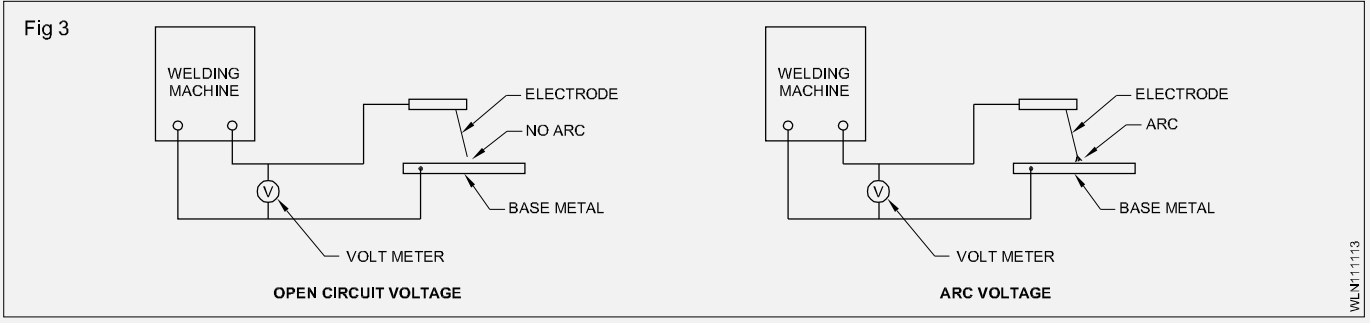 Fig 3
WELDING
MACHINE
ELECTRODE
NO ARC
V
BASE METAL
VOLT METER
OPEN CIRCUIT VOLTAGE
WELDING
MACHINE
ELECTRODE
ARC
V
BASE METAL
VOLT METER
ARC VOLTAGE
WLN111113